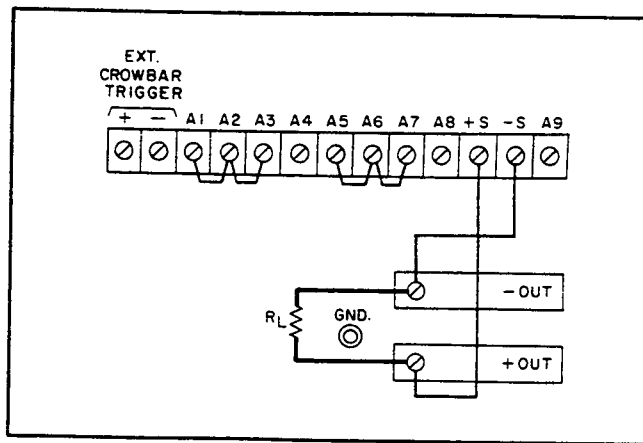 EXT.
CROWBAR
TRIGGER
+ − A1 A2 A3 A4 A5 A6 A7 A8 +S −S A9
−OUT
RL
GND.
+OUT